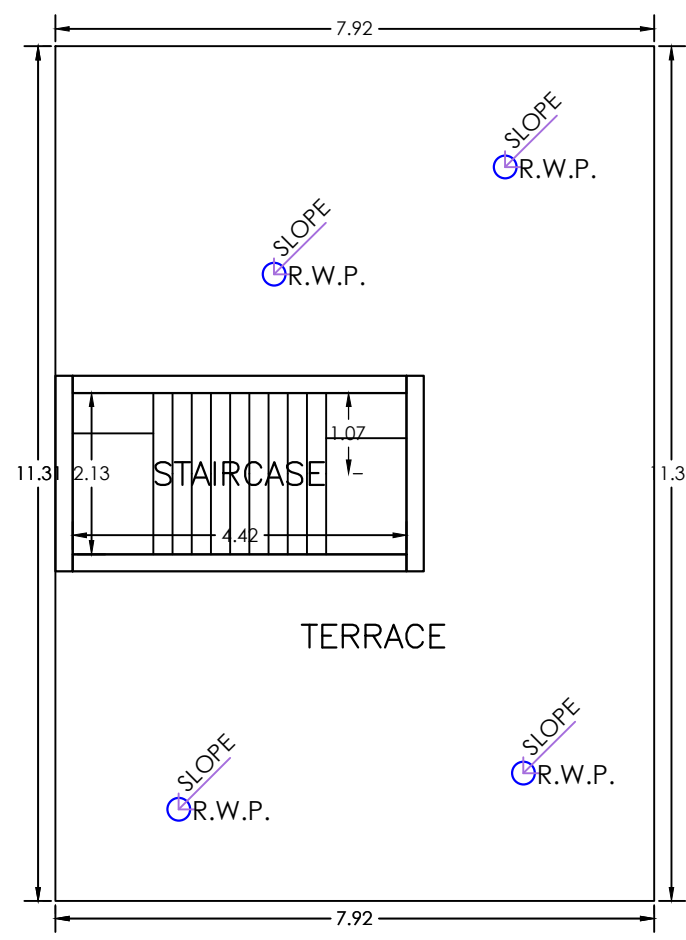 7.92
SLOPE
R.W.P.
SLOPE
R.W.P.
1.07
11.31
2.13
STAIRCASE
11.3
4.42
TERRACE
SLOPE
R.W.P.
SLOPE
R.W.P.
7.92